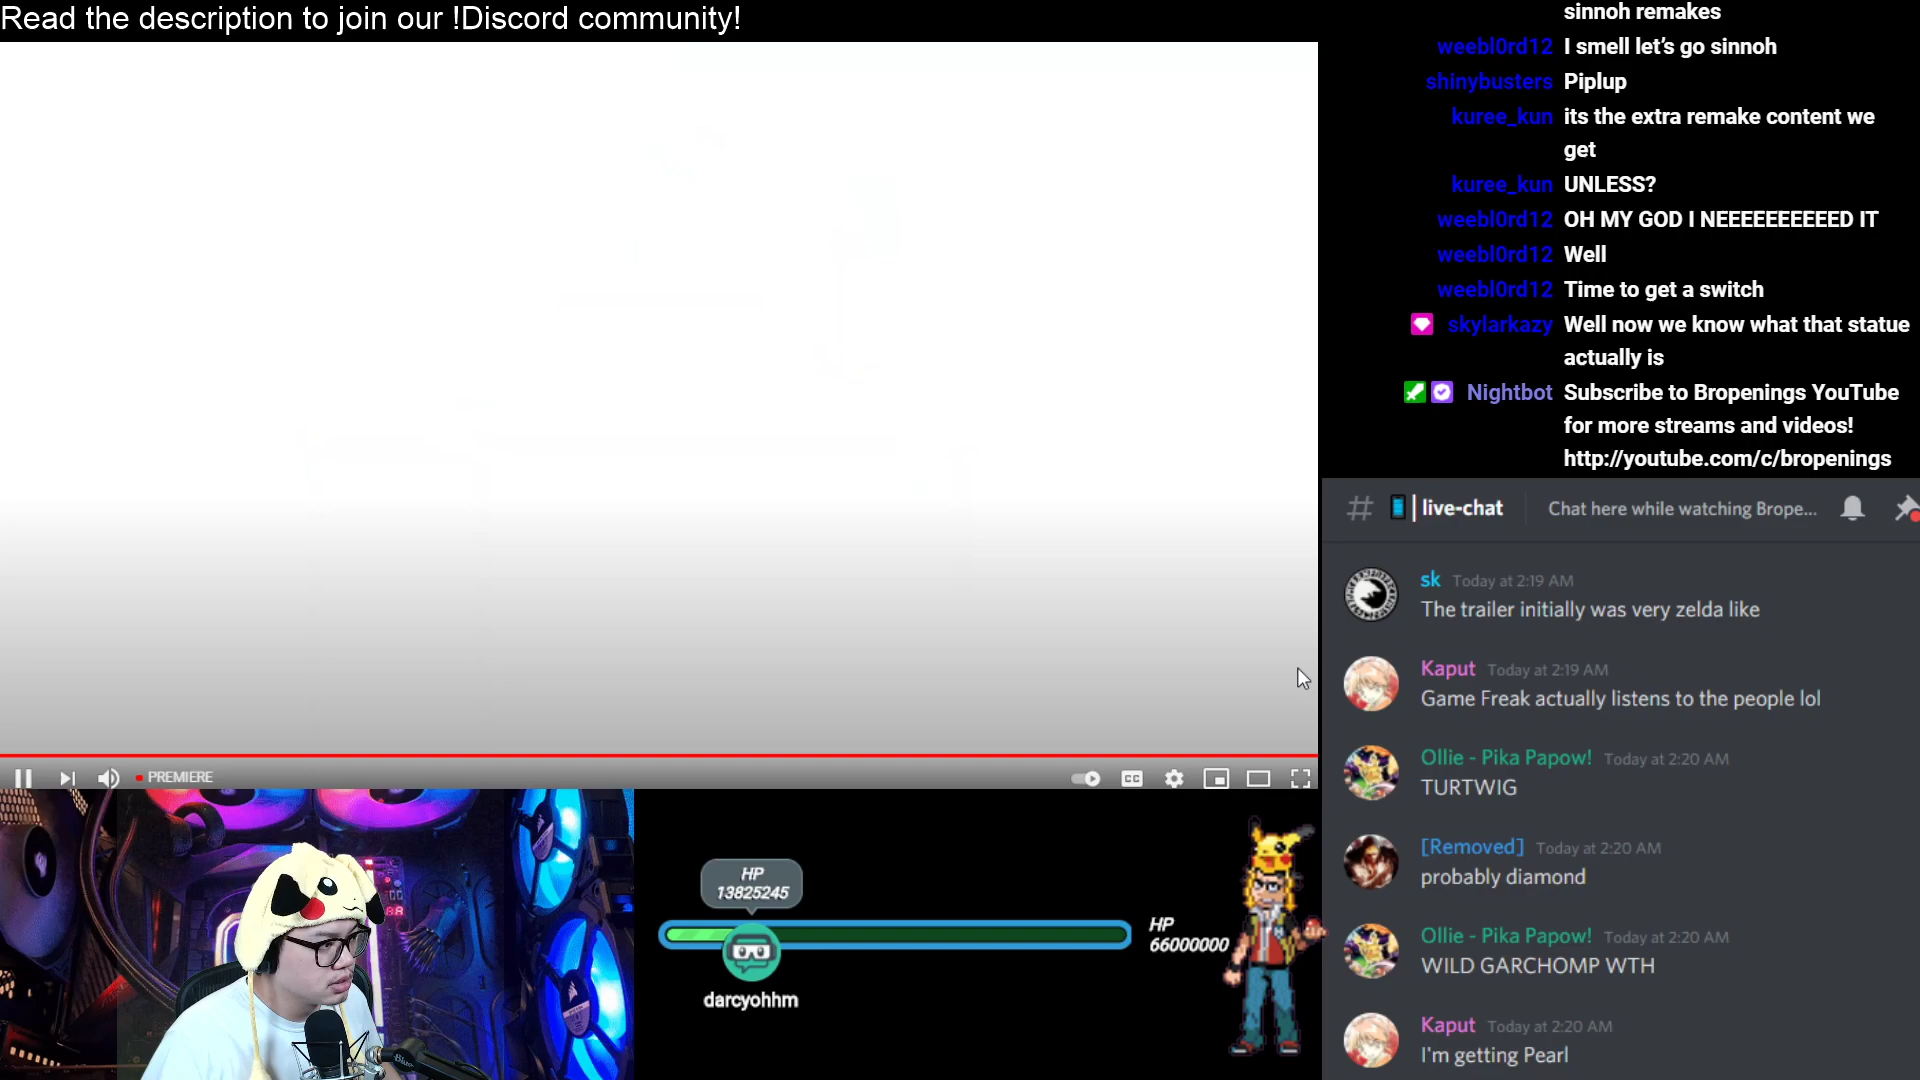 Read the description to join our !Discord community!
sinnoh remakes
weebl0rd12 I smell let's go sinnoh
shinybusters Piplup
kuree_kun its the extra remake content we
get
kuree_kun UNLESS?
weebl0rd12 OH MY GOD I NEEEEEEEEEED IT
weebl0rd12 Well
weebl0rd12 Time to get a switch
skylarkazy Well now we know what that statue
actually is
Nightbot Subscribe to Bropenings YouTube
for more streams and videos!
http://youtube.com/c/bropenings
# | live-chat Chat here while watching Brope...
sk Today at 2:19 AM
The trailer initially was very zelda like
Kaput Today at 2:19 AM
Game Freak actually listens to the people lol
Ollie - Pika Papow! Today at 2:20 AM
TURTWIG
[Removed] Today at 2:20 AM
probably diamond
Ollie - Pika Papow! Today at 2:20 AM
WILD GARCHOMP WTH
Kaput Today at 2:20 AM
I'm getting Pearl
PREMIERE
CC
HP
13825245
HP
66000000
darcyohhm